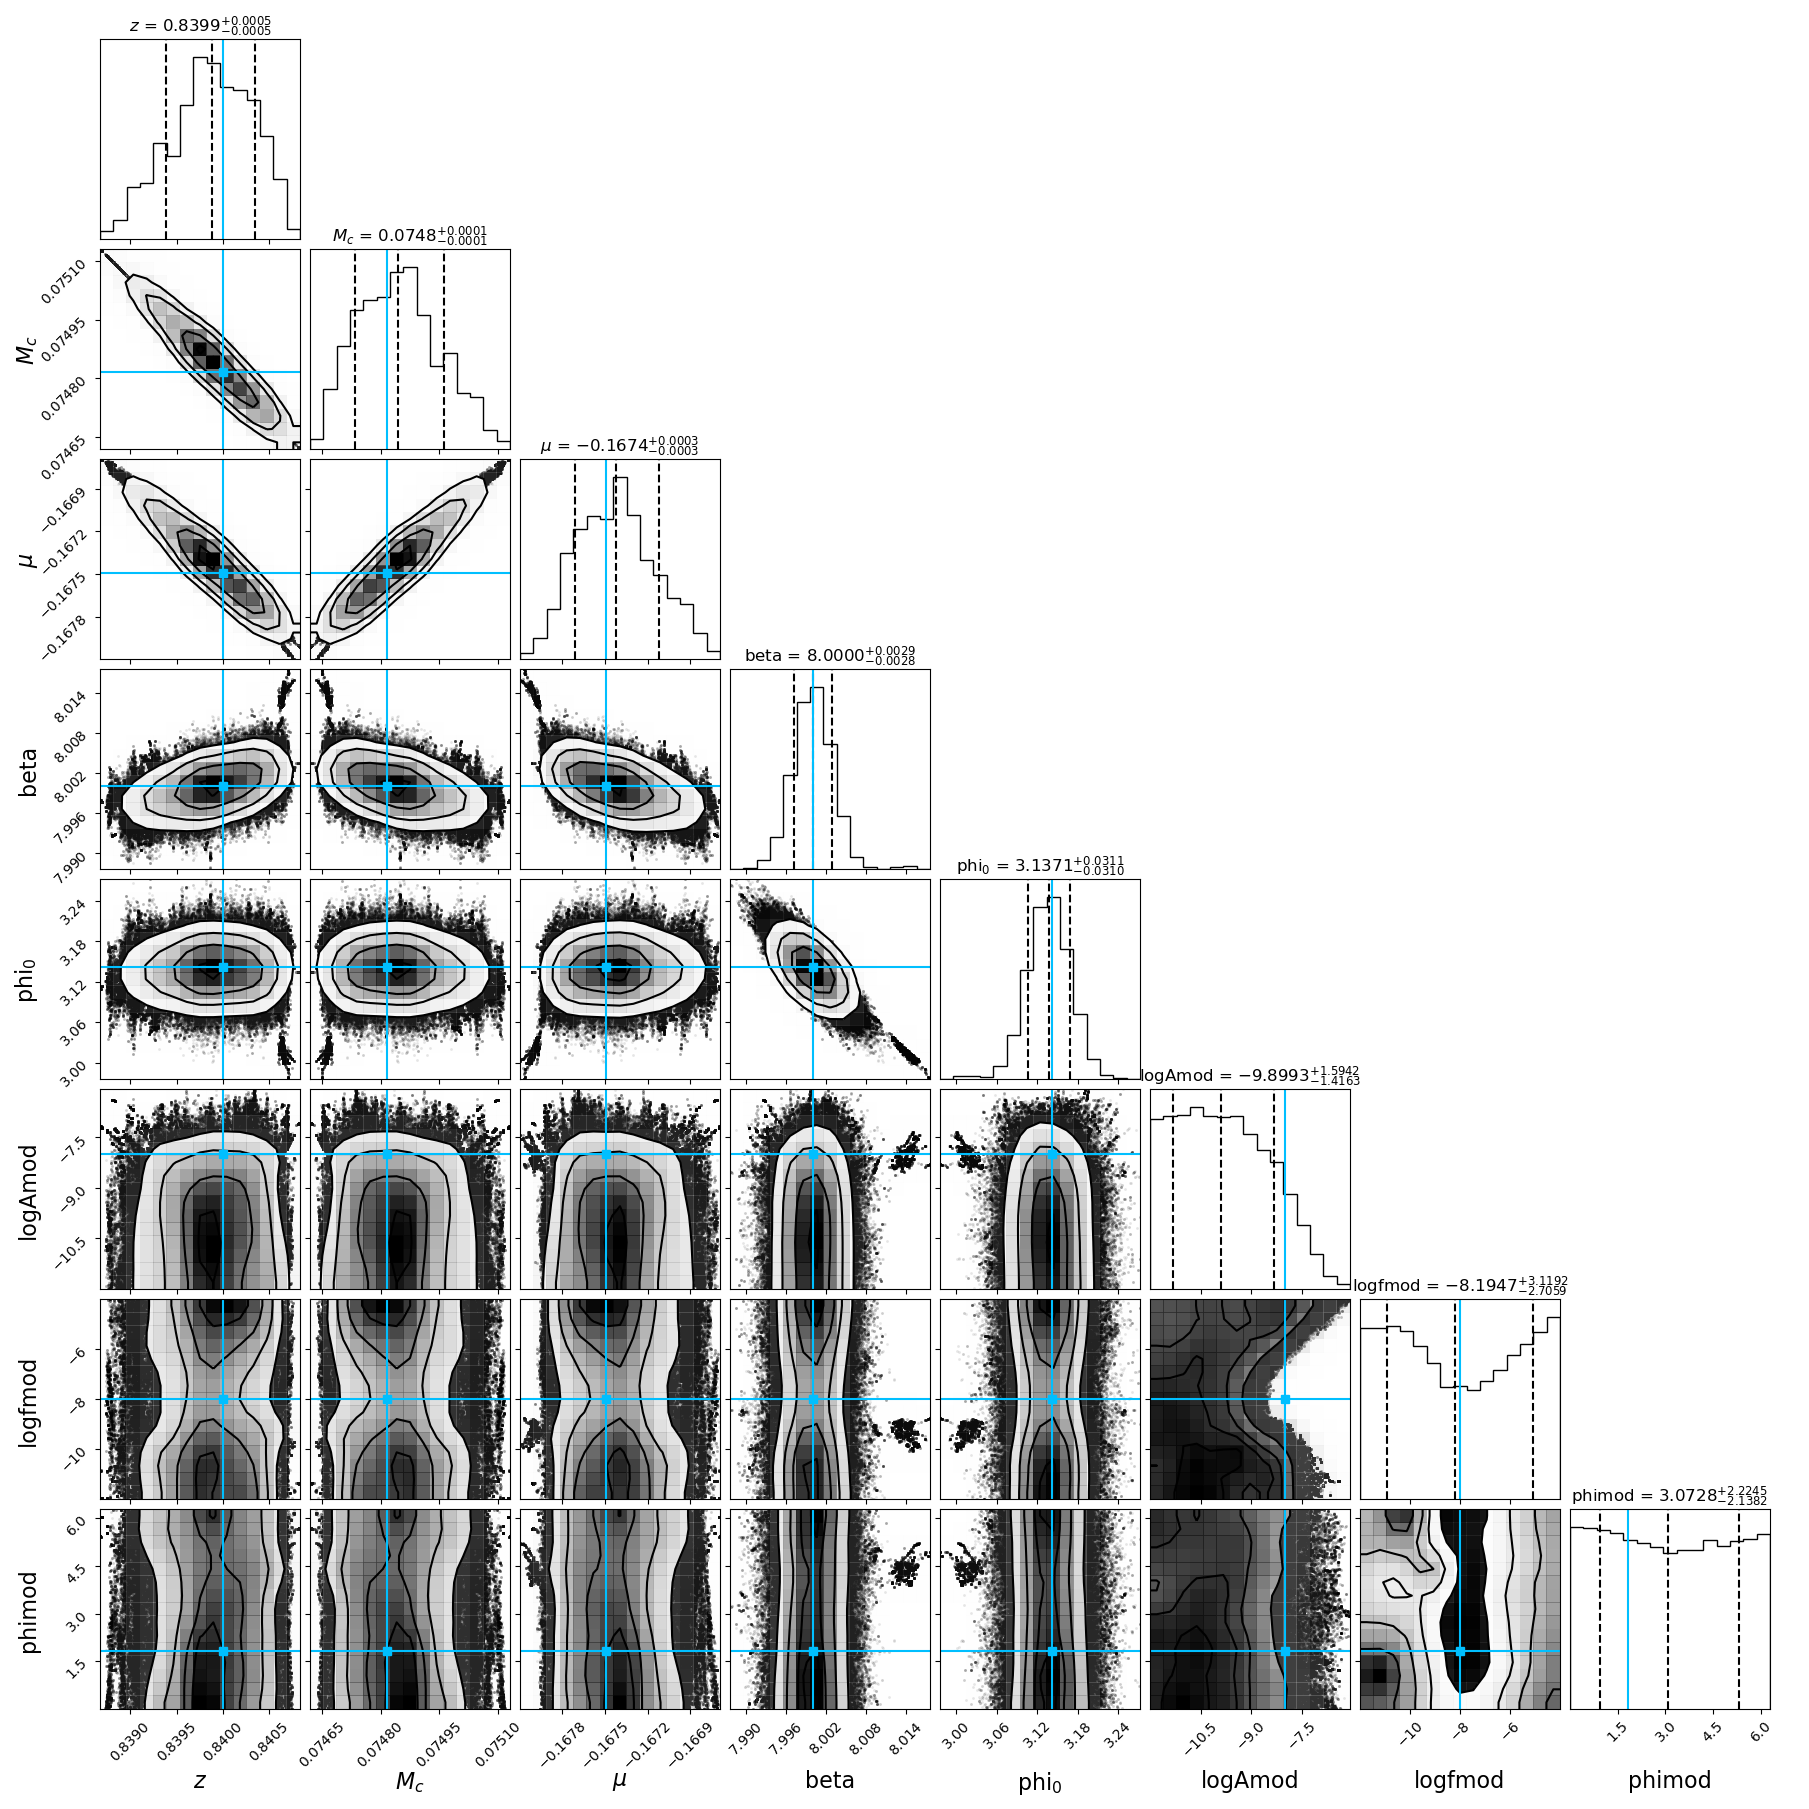 z = 0.8399 +0.0005 −0.0005
M_c = 0.0748 +0.0001 −0.0001
0.07510
0.07495
0.07480
0.07465
M_c
μ = −0.1674 +0.0003 −0.0003
−0.1669
−0.1672
−0.1675
−0.1678
μ
beta = 8.0000 +0.0029 −0.0028
8.014
8.008
8.002
7.996
7.990
beta
phi_0 = 3.1371 +0.0311 −0.0310
3.24
3.18
3.12
3.06
3.00
phi_0
logAmod = −9.8993 +1.5942 −1.4163
−7.5
−9.0
−10.5
logAmod
logfmod = −8.1947 +3.1192 −2.7059
−6
−8
−10
logfmod
phimod = 3.0728 +2.2245 −2.1382
6.0
4.5
3.0
1.5
phimod
0.8390 0.8395 0.8400 0.8405
0.07465 0.07480 0.07495 0.07510
−0.1678 −0.1675 −0.1672 −0.1669
7.990 7.996 8.002 8.008 8.014
3.00 3.06 3.12 3.18 3.24
−10.5 −9.0 −7.5
−10 −8 −6
1.5 3.0 4.5 6.0
z M_c μ beta phi_0 logAmod logfmod phimod